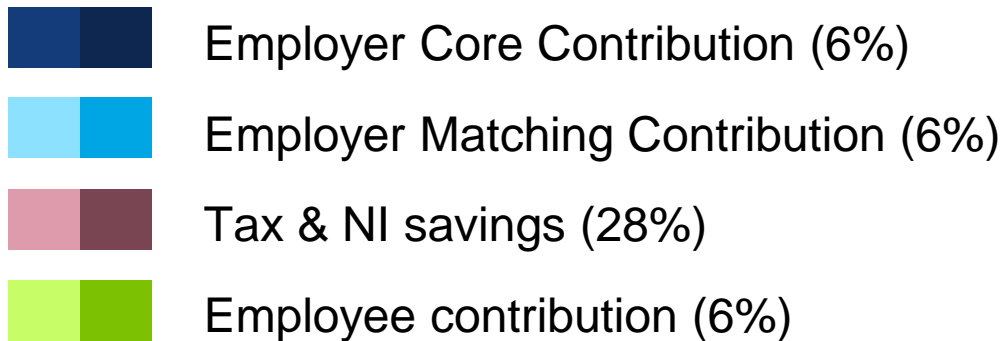 Employer Core Contribution (6%)
Employer Matching Contribution (6%)
Tax & NI savings (28%)
Employee contribution (6%)